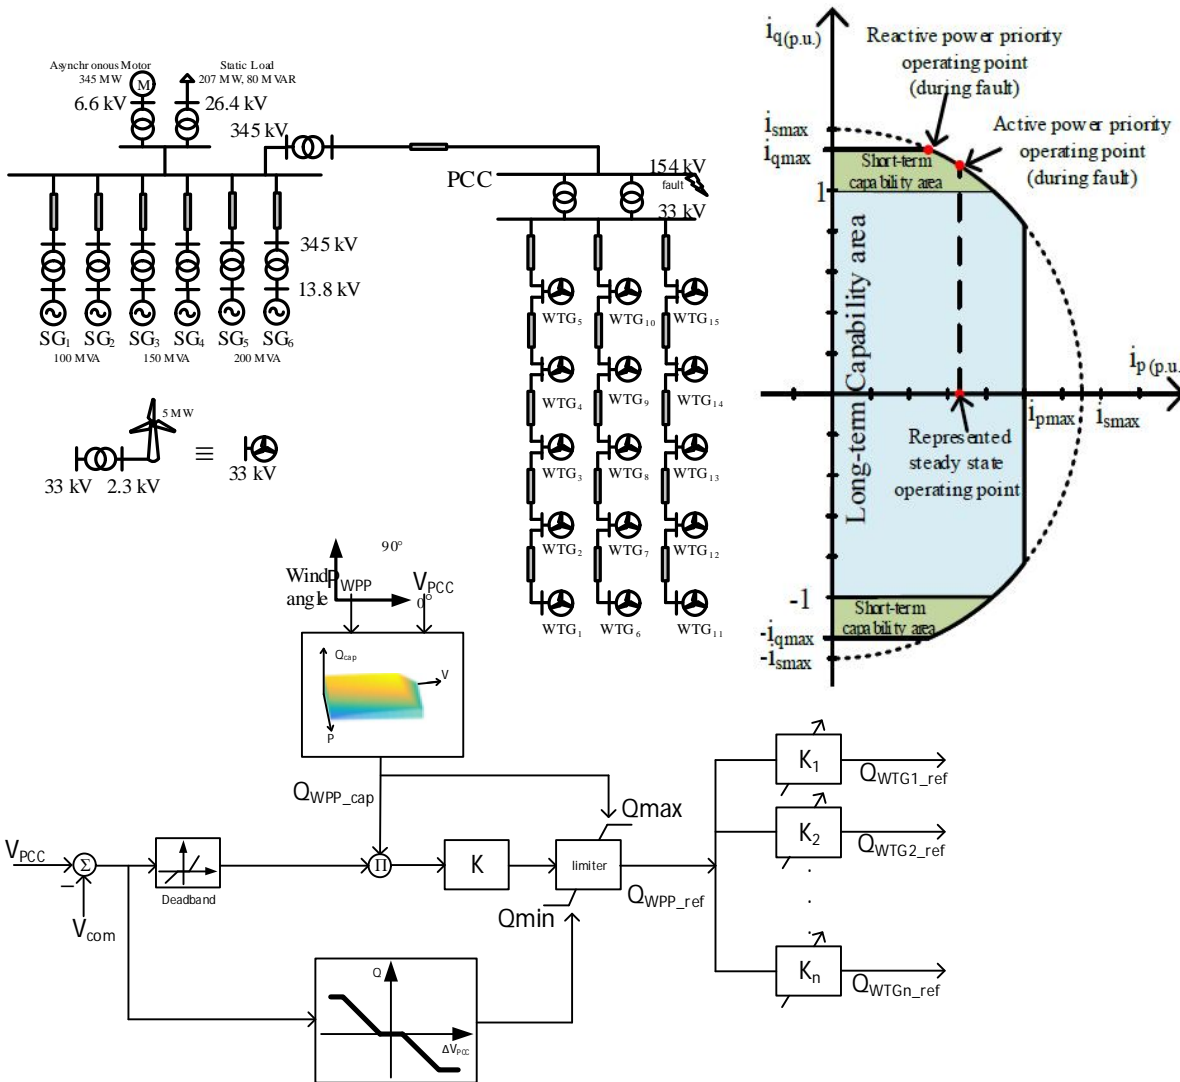 Asynchronous Motor
345 MW
M
6.6 kV
Static Load
207 MW, 80 MVAR
26.4 kV
345 kV
PCC
154 kV
fault
33 kV
345 kV
13.8 kV
SG1 SG2 SG3 SG4 SG5 SG6
100 MVA 150 MVA 200 MVA
5 MW
≡
33 kV 2.3 kV
33 kV
WTG5 WTG10 WTG15
WTG4 WTG9 WTG14
WTG3 WTG8 WTG13
WTG2 WTG7 WTG12
WTG1 WTG6 WTG11
iq(p.u.)
Reactive power priority
operating point
(during fault)
Active power priority
operating point
(during fault)
ismax
iqmax
1
Short-term
capability area
Long-term Capability area
ip(p.u.
ipmax
ismax
Represented
steady state
operating point
-1
Short-term
capability area
-iqmax
-ismax
90°
Wind
angle
0°
PWPP
VPCC
Qcap
V
P
QWPP_cap
VPCC
Σ
−
Vcom
Deadband
Π
K
limiter
Qmax
Qmin
QWPP_ref
Q
ΔVPCC
K1
QWTG1_ref
K2
QWTG2_ref
.
.
.
Kn
QWTGn_ref